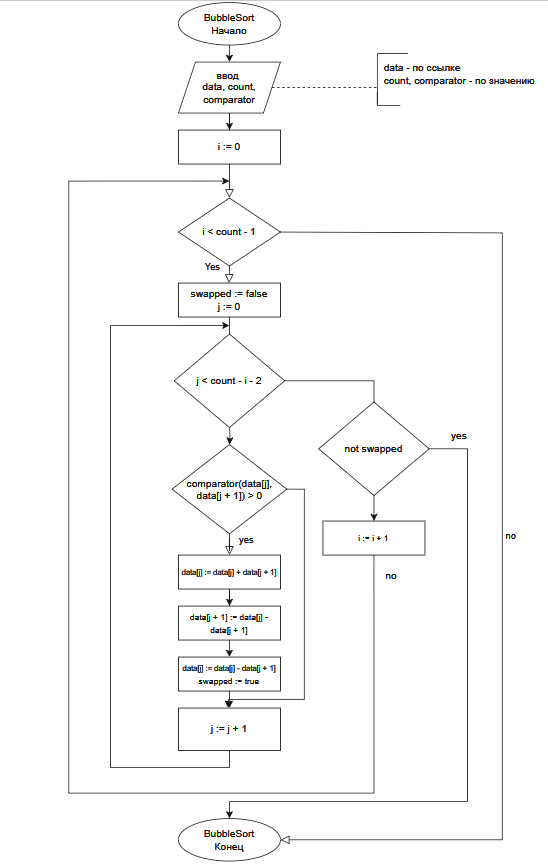 BubbleSort
Начало
ввод
data, count,
comparator
data - по ссылке
count, comparator - по значению
i := 0
i < count - 1
Yes
swapped := false
j := 0
j < count - i - 2
not swapped
yes
comparator(data[j],
data[j + 1]) > 0
yes
i := i + 1
no
no
data[j] := data[j] + data[j + 1]
data[j + 1] := data[j] -
data[j + 1]
data[j] := data[j] - data[j + 1]
swapped := true
j := j + 1
BubbleSort
Конец